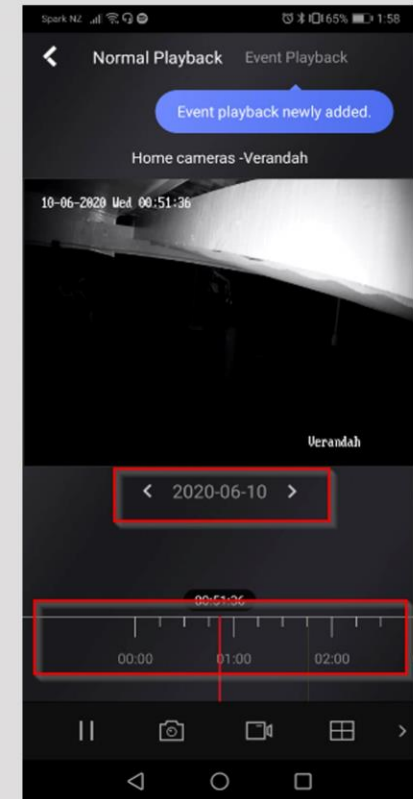 Spark NZ 65% 1:58
Normal Playback Event Playback
Event playback newly added.
Home cameras -Verandah
10-06-2020 Wed 00:51:36
Verandah
2020-06-10
00:51:36
00:00 01:00 02:00